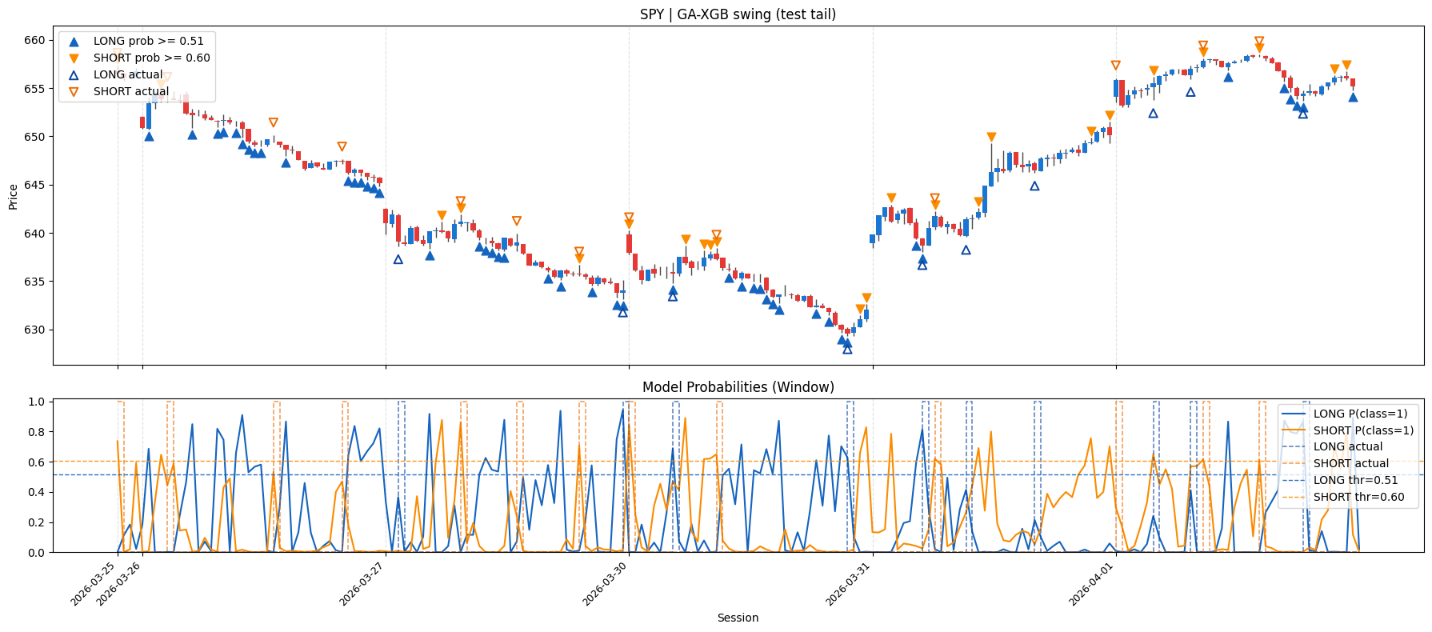 SPY | GA-XGB swing (test tail)
660
655
650
645
640
635
630
Price
LONG prob >= 0.51
SHORT prob >= 0.60
LONG actual
SHORT actual
Model Probabilities (Window)
1.0
0.8
0.6
0.4
0.2
0.0
LONG P(class=1)
SHORT P(class=1)
LONG actual
SHORT actual
LONG thr=0.51
SHORT thr=0.60
2026-03-25
2026-03-26
2026-03-27
2026-03-30
2026-03-31
2026-04-01
Session